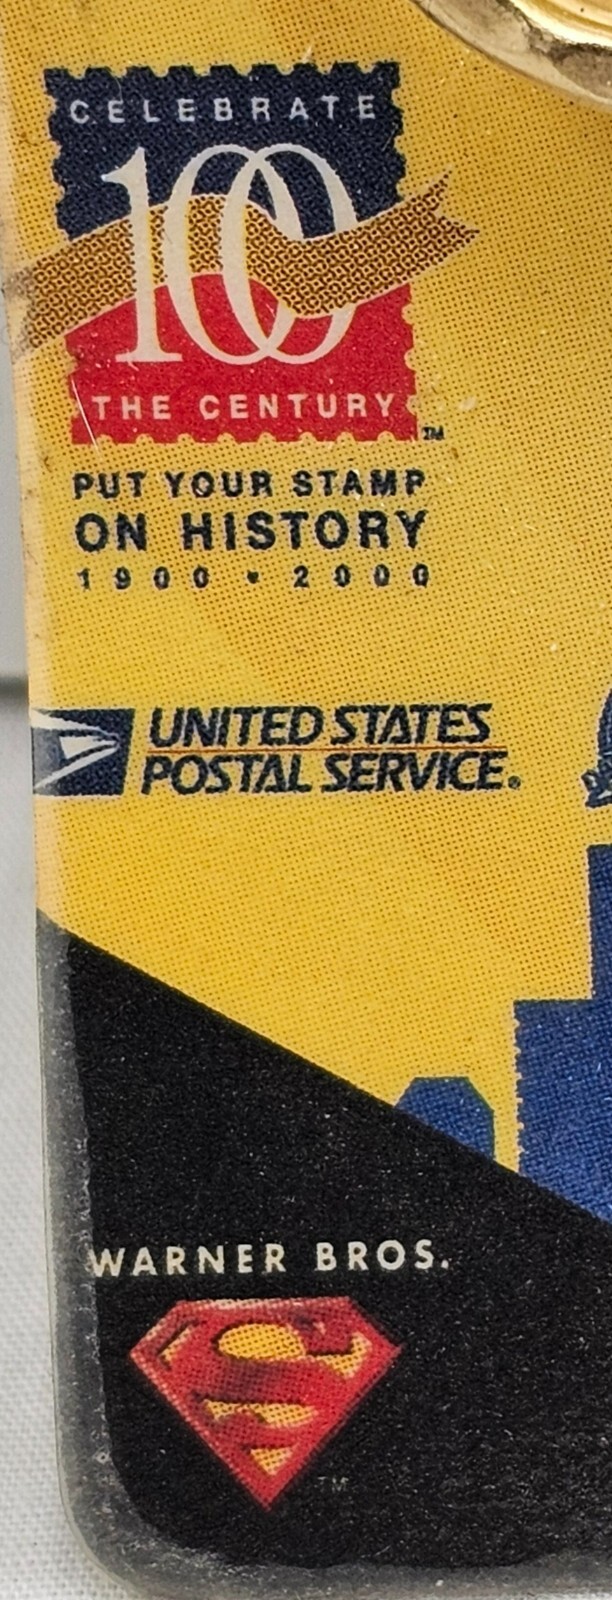 CELEBRATE
100
THE CENTURY
TM
PUT YOUR STAMP
ON HISTORY
1900 • 2000
UNITED STATES
POSTAL SERVICE®
WARNER BROS.
S
TM